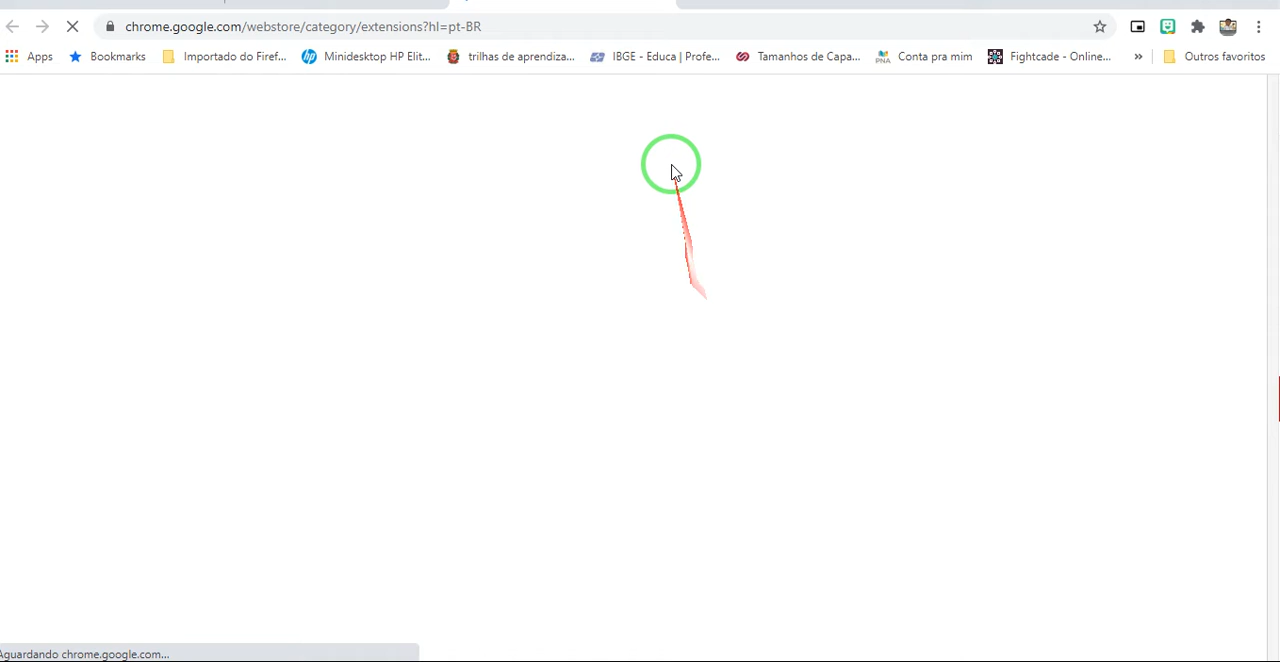 chrome.google.com/webstore/category/extensions?hl=pt-BR
Apps Bookmarks Importado do Firef... Minidesktop HP Elit... trilhas de aprendiza... IBGE - Educa | Profe... Tamanhos de Capa... PNA Conta pra mim Fightcade - Online... » Outros favoritos
Aguardando chrome.google.com...